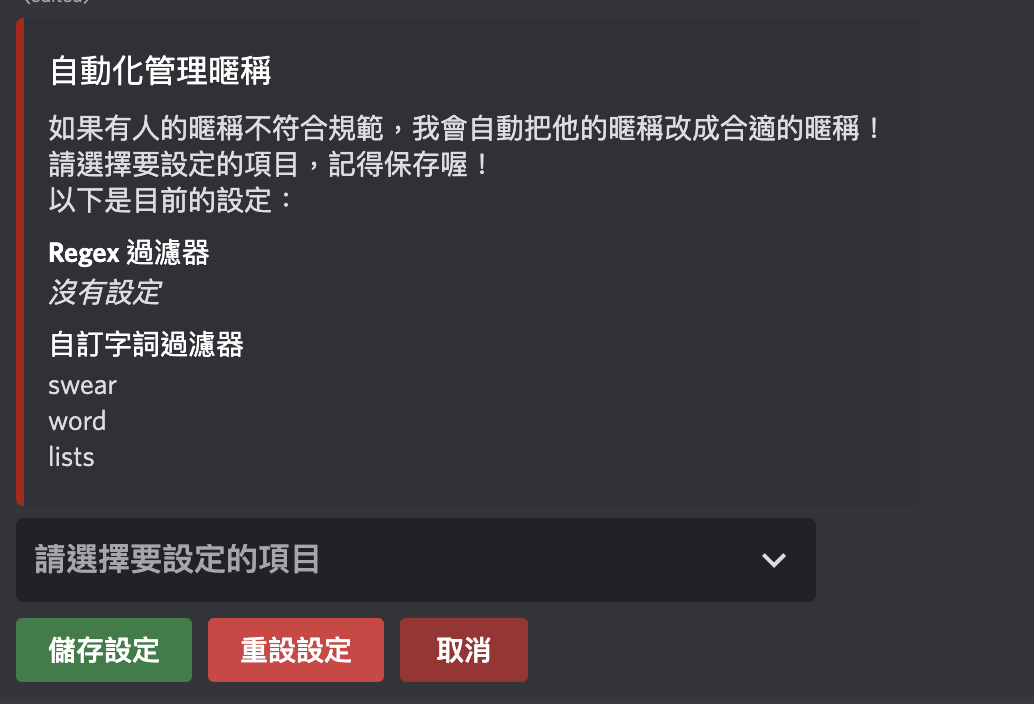 自動化管理暱稱
如果有人的暱稱不符合規範，我會自動把他的暱稱改成合適的暱稱！
請選擇要設定的項目，記得保存喔！
以下是目前的設定：
Regex 過濾器
沒有設定
自訂字詞過濾器
swear
word
lists
請選擇要設定的項目
儲存設定
重設設定
取消